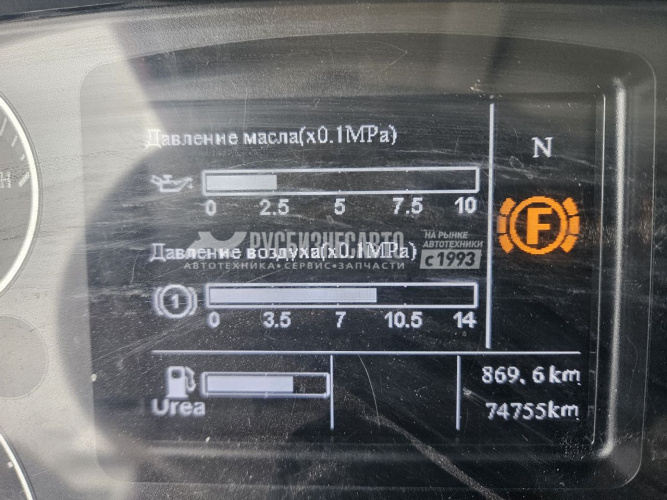 Давление масла(x0.1MPa)
N
0 2.5 5 7.5 10
F
РУСБИЗНЕСАВТО
НА РЫНКЕ
АВТОТЕХНИКИ
с 1993
АВТОТЕХНИКА•СЕРВИС•ЗАПЧАСТИ
Давление воздуха(x0.1MPa)
1
0 3.5 7 10.5 14
869.6km
Urea
74755km
H